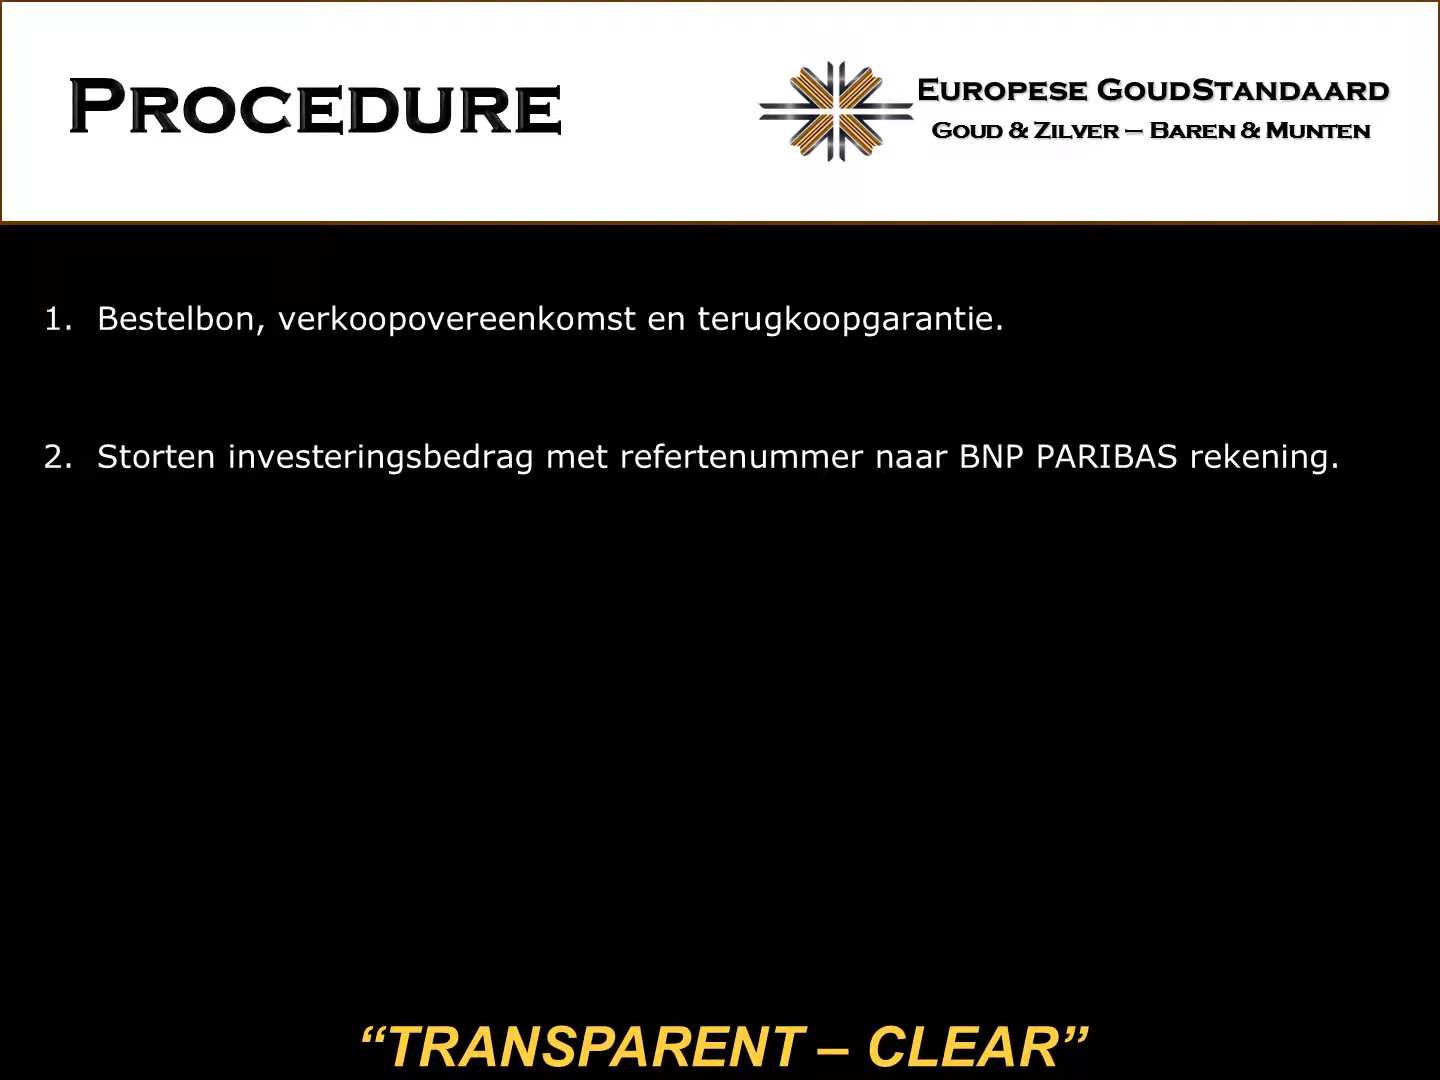 Procedure
Europese GoudStandaard
Goud & Zilver – Baren & Munten
1. Bestelbon, verkoopovereenkomst en terugkoopgarantie.
2. Storten investeringsbedrag met refertenummer naar BNP PARIBAS rekening.
“TRANSPARENT – CLEAR”